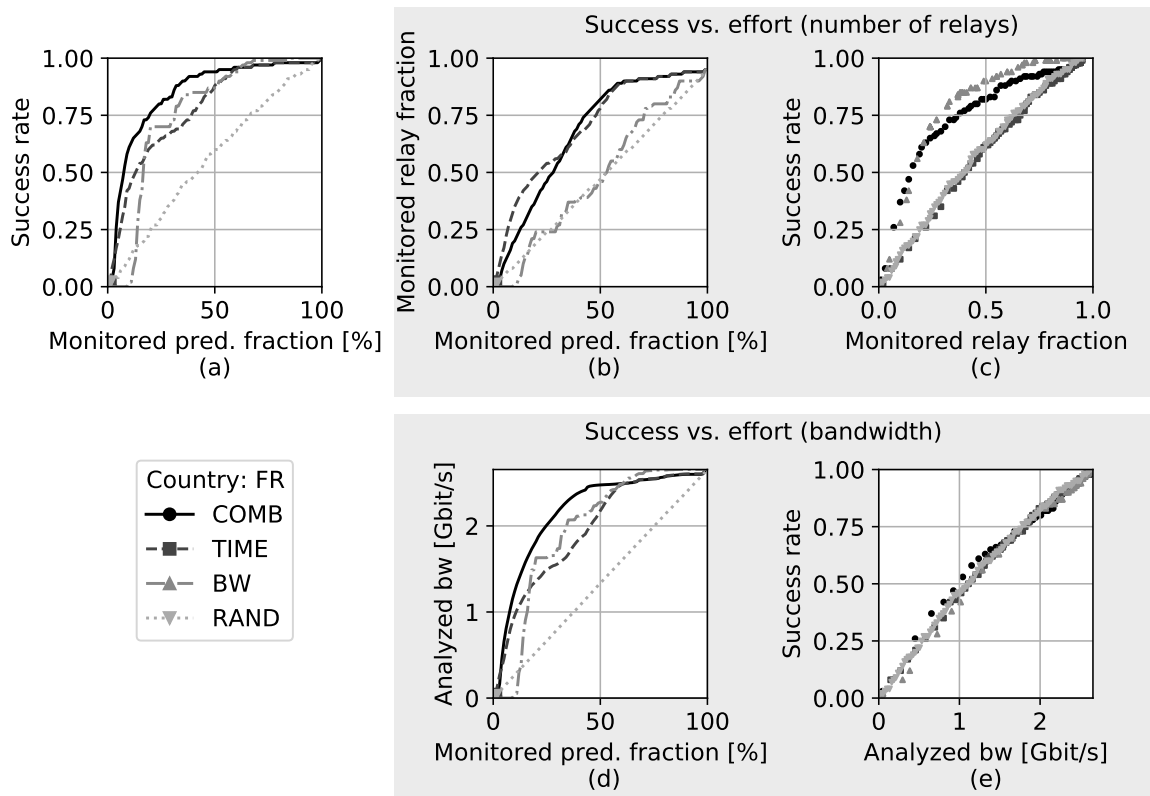 Success vs. effort (number of relays)
Success rate
1.00
0.75
0.50
0.25
0.00
0
50
100
Monitored pred. fraction [%]
(a)
Monitored relay fraction
1.00
0.75
0.50
0.25
0.00
0
50
100
Monitored pred. fraction [%]
(b)
Success rate
1.00
0.75
0.50
0.25
0.00
0.0
0.5
1.0
Monitored relay fraction
(c)
Country: FR
COMB
TIME
BW
RAND
Success vs. effort (bandwidth)
Analyzed bw [Gbit/s]
2
1
0
0
50
100
Monitored pred. fraction [%]
(d)
Success rate
1.00
0.75
0.50
0.25
0.00
0
1
2
Analyzed bw [Gbit/s]
(e)